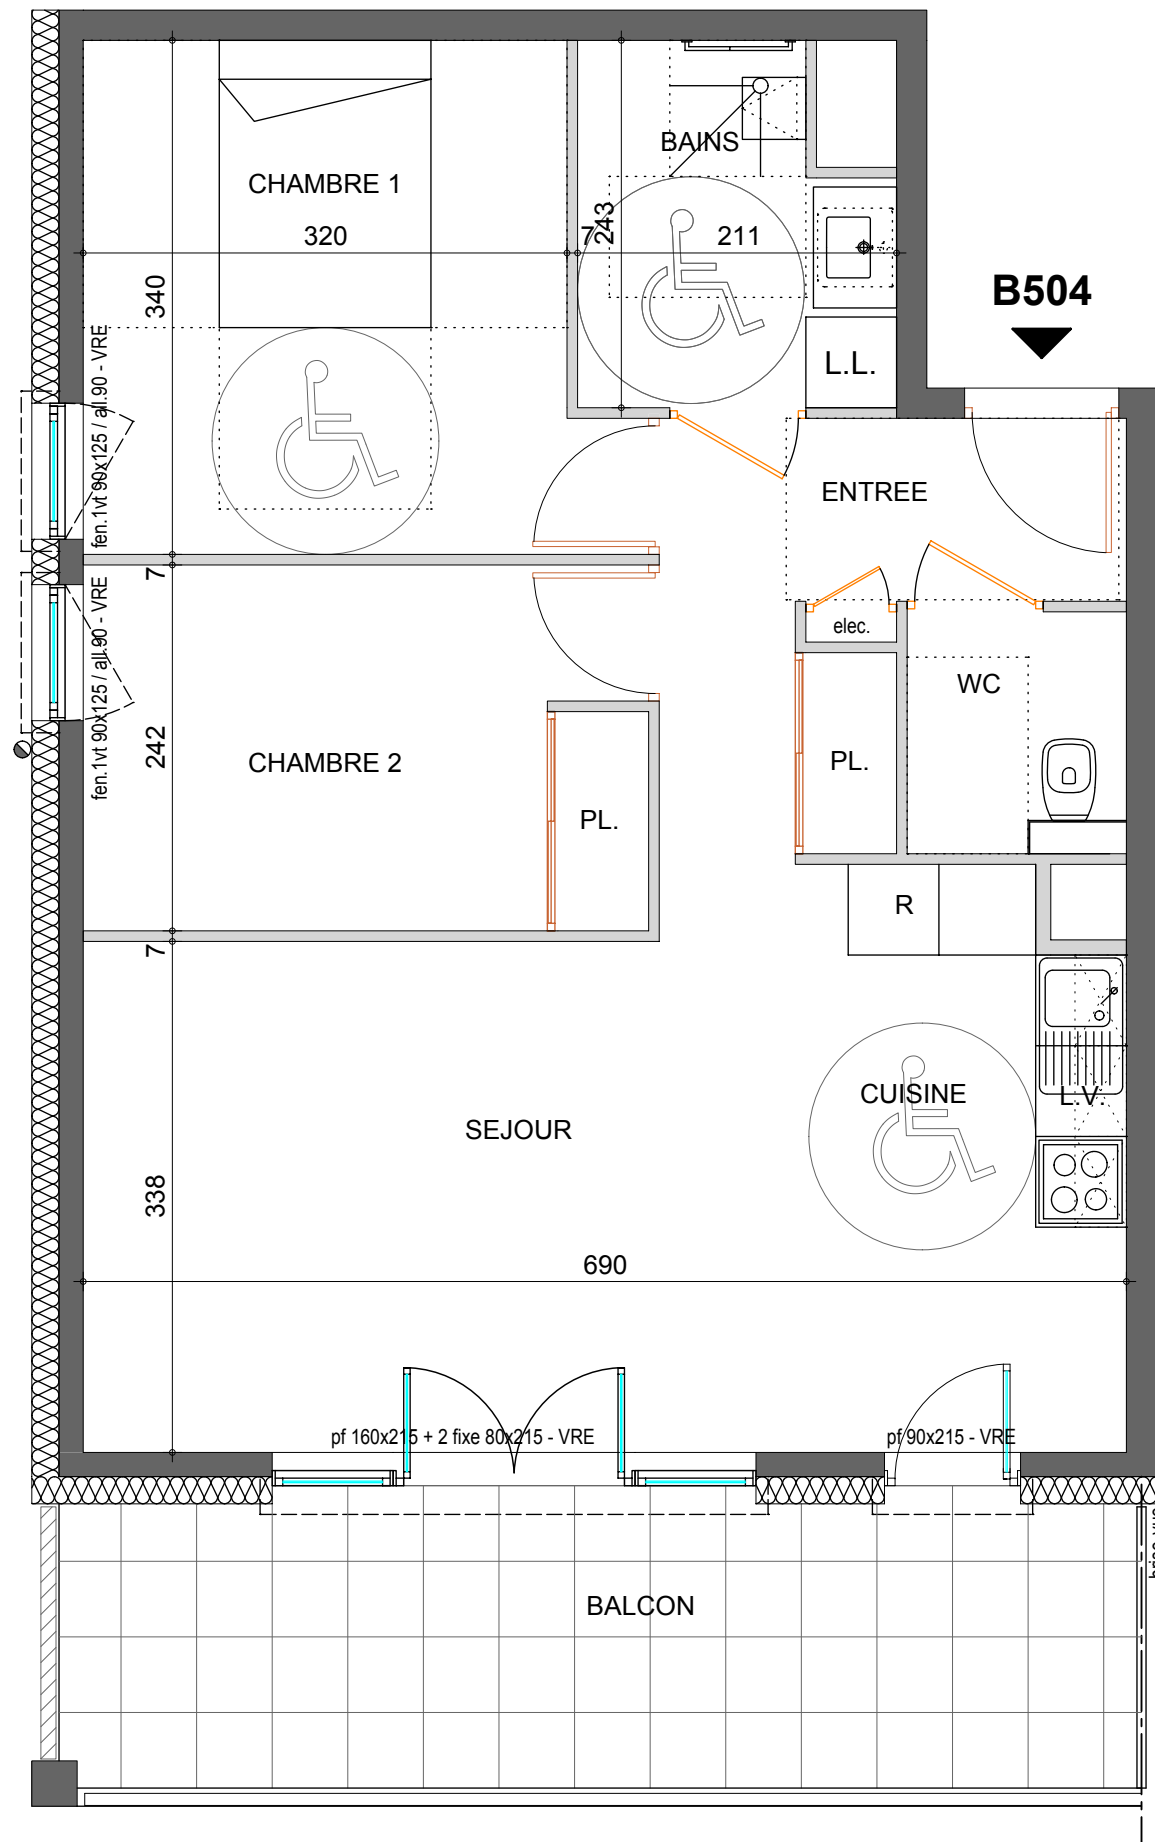 BAINS
CHAMBRE 1
320
7
243
211
340
B504
L.L.
fen.1vt 90x125 / all.90 - VRE
ENTREE
7
elec.
fen.1vt 90x125 / all.90 - VRE
WC
242
CHAMBRE 2
PL.
PL.
R
7
CUISINE
L.V.
SEJOUR
338
690
pf 160x215 + 2 fixe 80x215 - VRE
pf 90x215 - VRE
brise-vue
BALCON